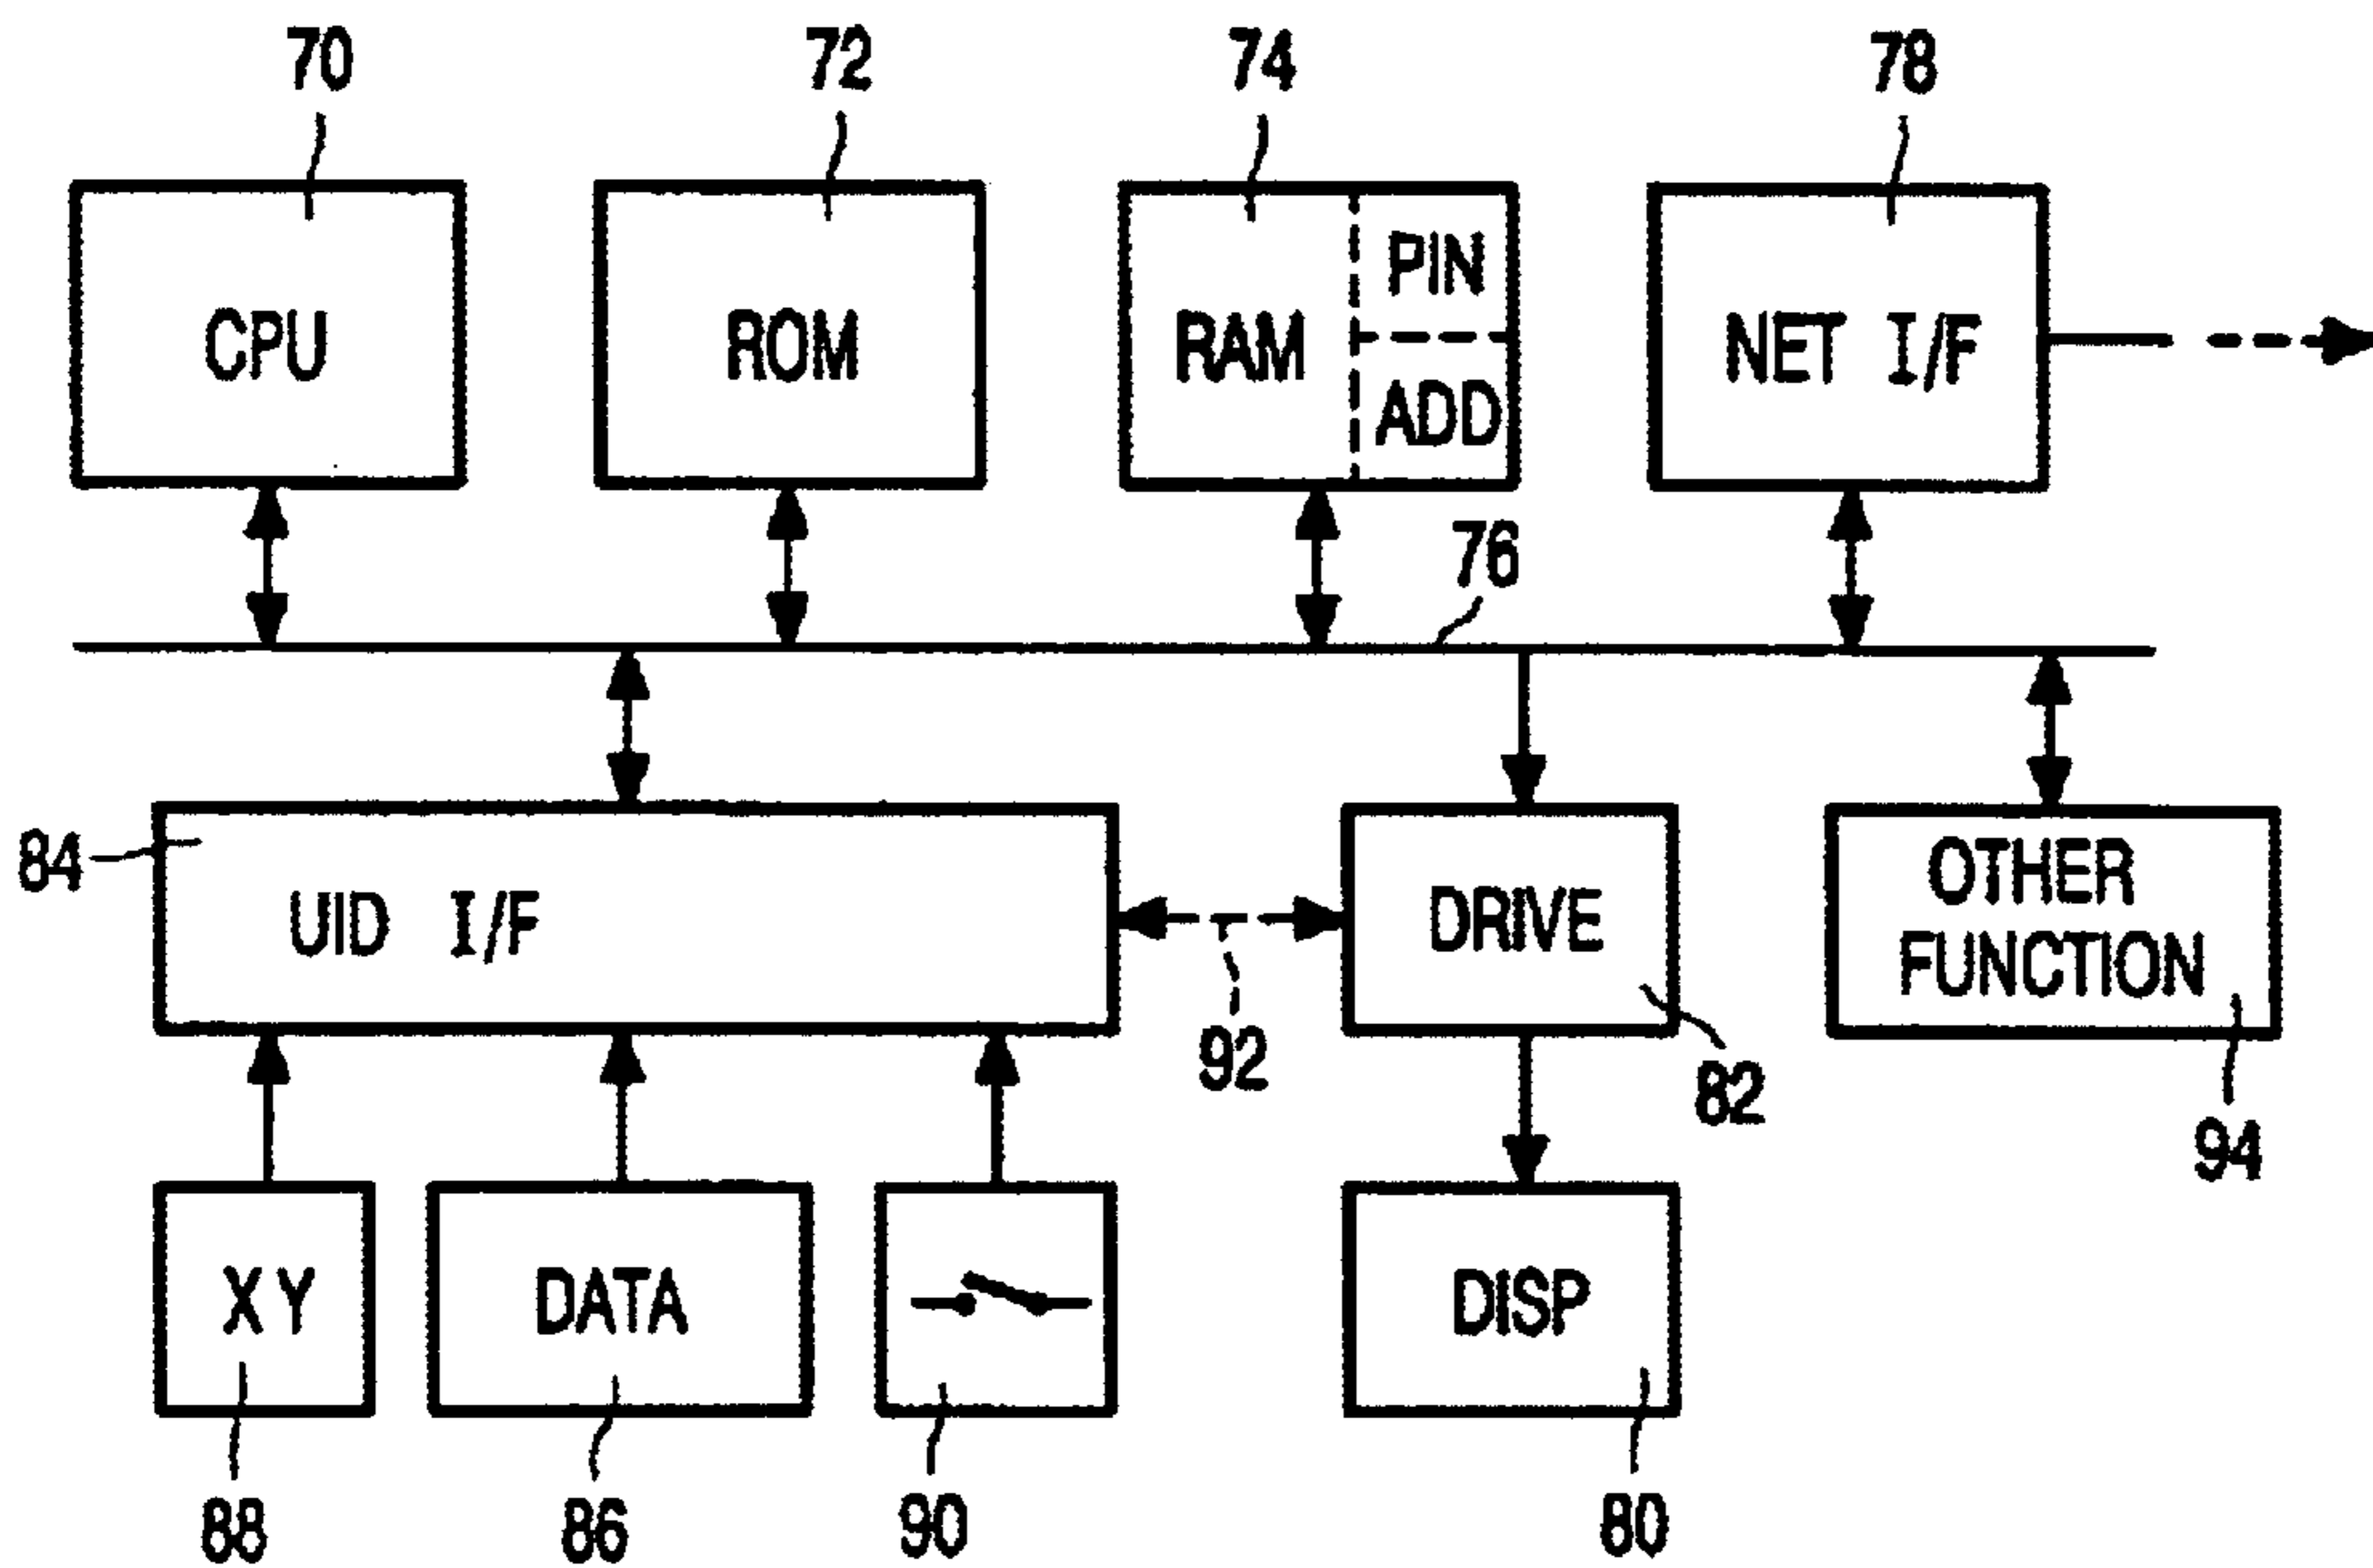 70
72
74
78
CPU
ROM
RAM
PIN
ADD
NET I/F
76
84
UID I/F
92
DRIVE
82
OTHER
FUNCTION
94
XY
DATA
DISP
88
86
90
80